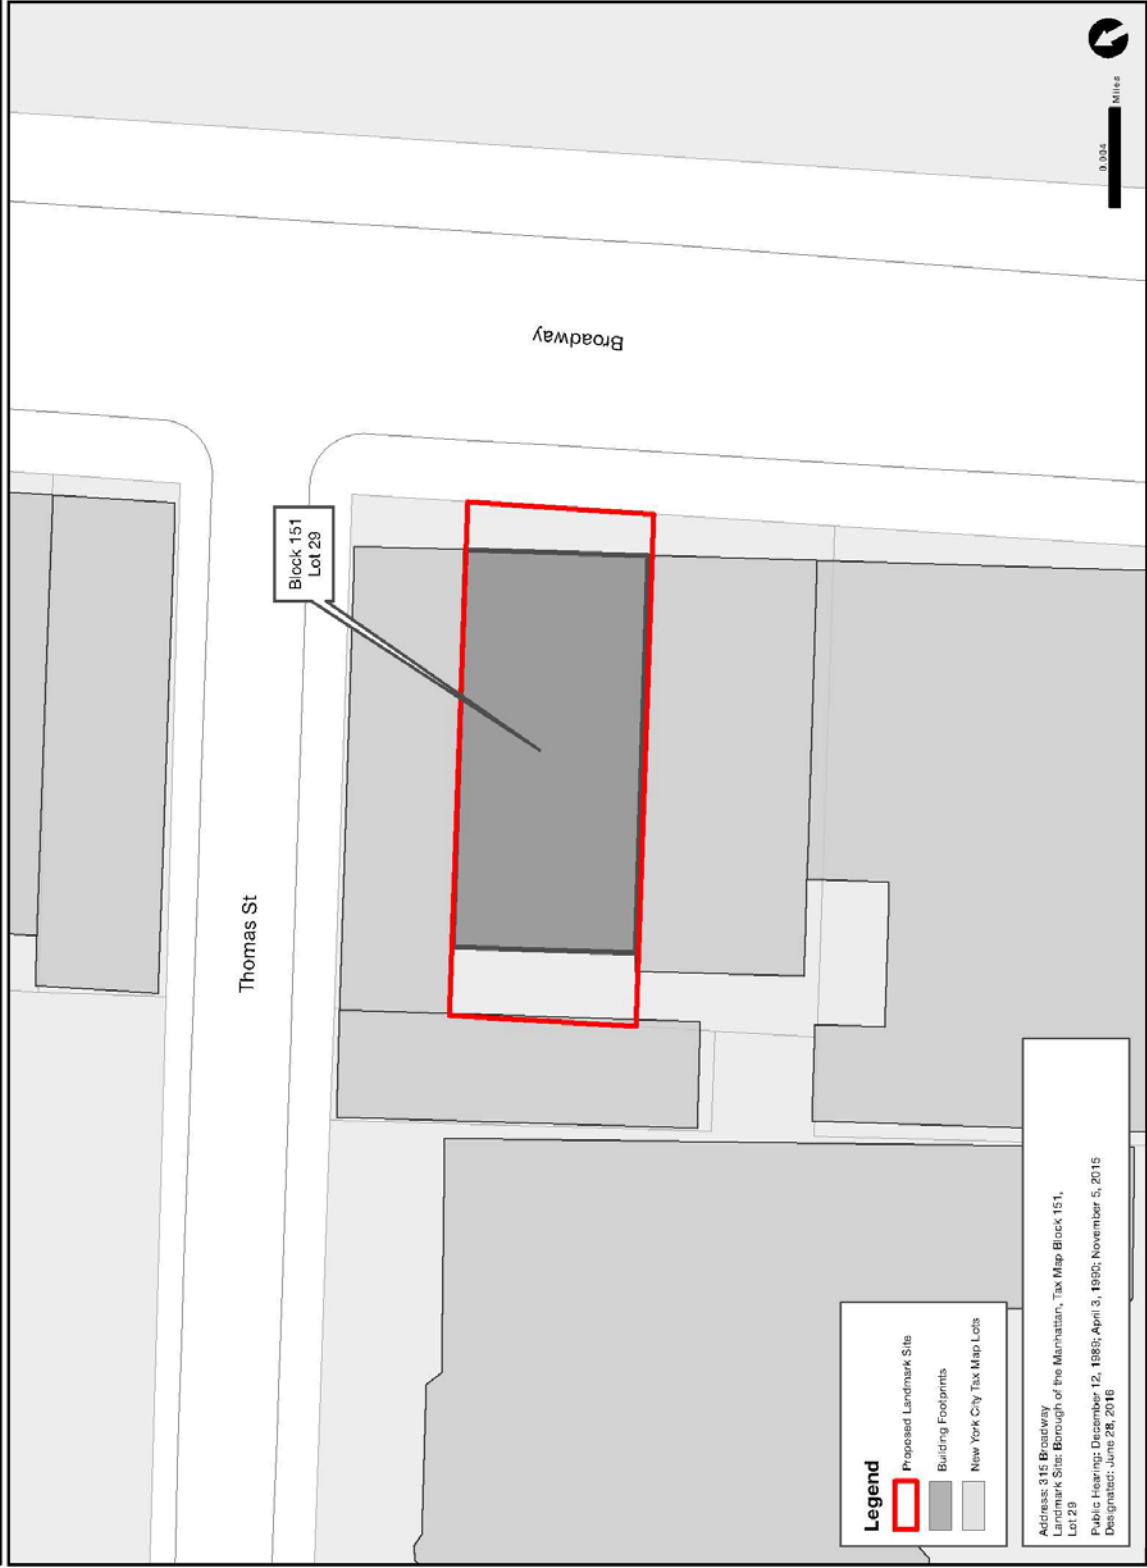 Thomas St
Block 151
Lot 29
Broadway
Legend
Proposed Landmark Site
Building Footprints
New York City Tax Map Lots
Address: 315 Broadway
Landmark Site: Borough of the Manhattan, Tax Map Block 151,
Lot 29
Public Hearing: December 12, 1989; April 3, 1990; November 5, 2015
Designated: June 28, 2016
0.004
Miles